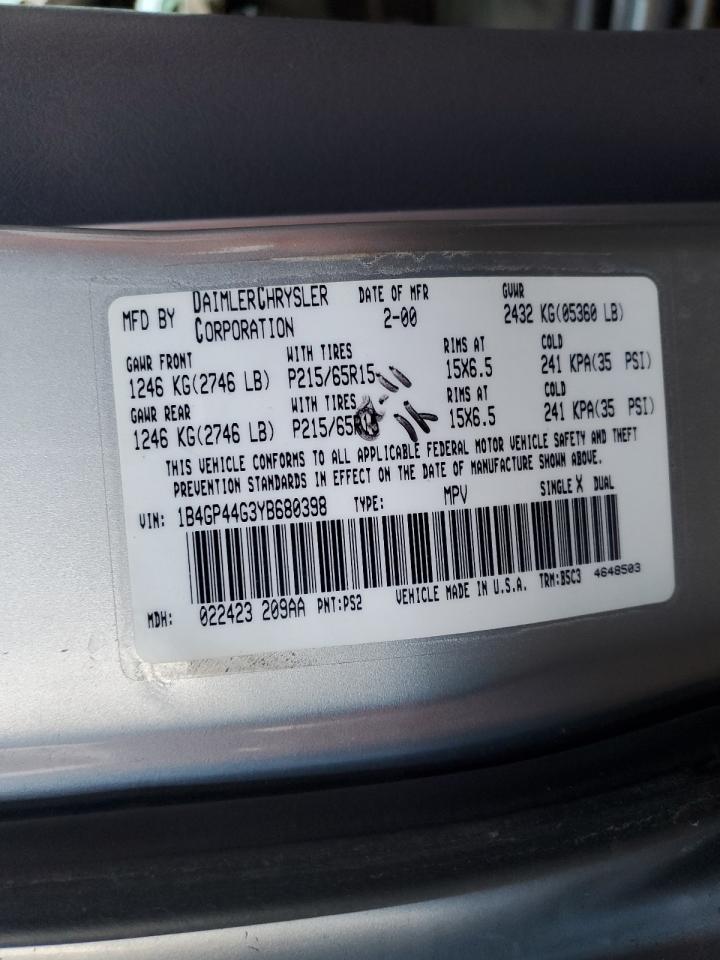 MFD BY DAIMLERCHRYSLER CORPORATION DATE OF MFR 2-00 GVWR 2432 KG(05360 LB)
GAWR FRONT WITH TIRES RIMS AT COLD
1246 KG(2746 LB) P215/65R15 15X6.5 241 KPA(35 PSI)
GAWR REAR WITH TIRES RIMS AT COLD
1246 KG(2746 LB) P215/65R 15X6.5 241 KPA(35 PSI)
THIS VEHICLE CONFORMS TO ALL APPLICABLE FEDERAL MOTOR VEHICLE SAFETY AND THEFT
PREVENTION STANDARDS IN EFFECT ON THE DATE OF MANUFACTURE SHOWN ABOVE.
VIN: 1B4GP44G3YB680398 TYPE: MPV SINGLE X DUAL
MDH: 022423 209AA PNT:PS2 VEHICLE MADE IN U.S.A. TRM:B5C3 4648503